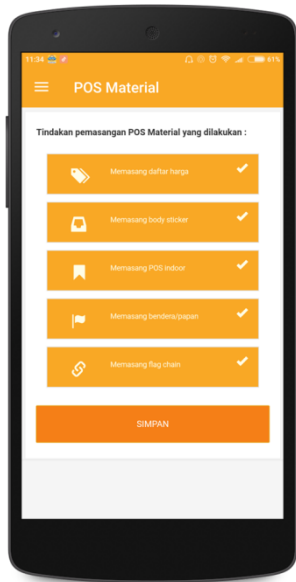 11:34
61%
POS Material
Tindakan pemasangan POS Material yang dilakukan :
Memasang daftar harga
Memasang body sticker
Memasang POS Indoor
Memasang bendera/papan
Memasang flag chain
SIMPAN